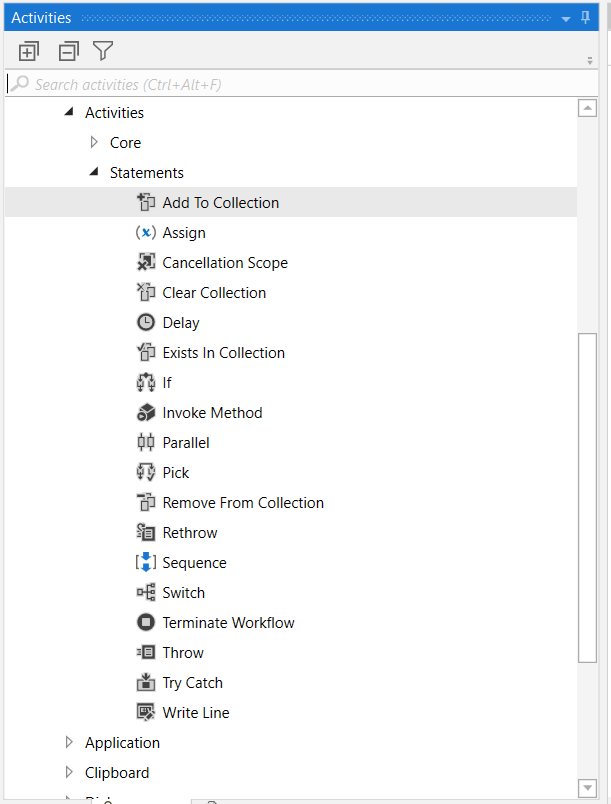 Activities
Search activities (Ctrl+Alt+F)
Activities
Core
Statements
Add To Collection
Assign
Cancellation Scope
Clear Collection
Delay
Exists In Collection
If
Invoke Method
Parallel
Pick
Remove From Collection
Rethrow
Sequence
Switch
Terminate Workflow
Throw
Try Catch
Write Line
Application
Clipboard